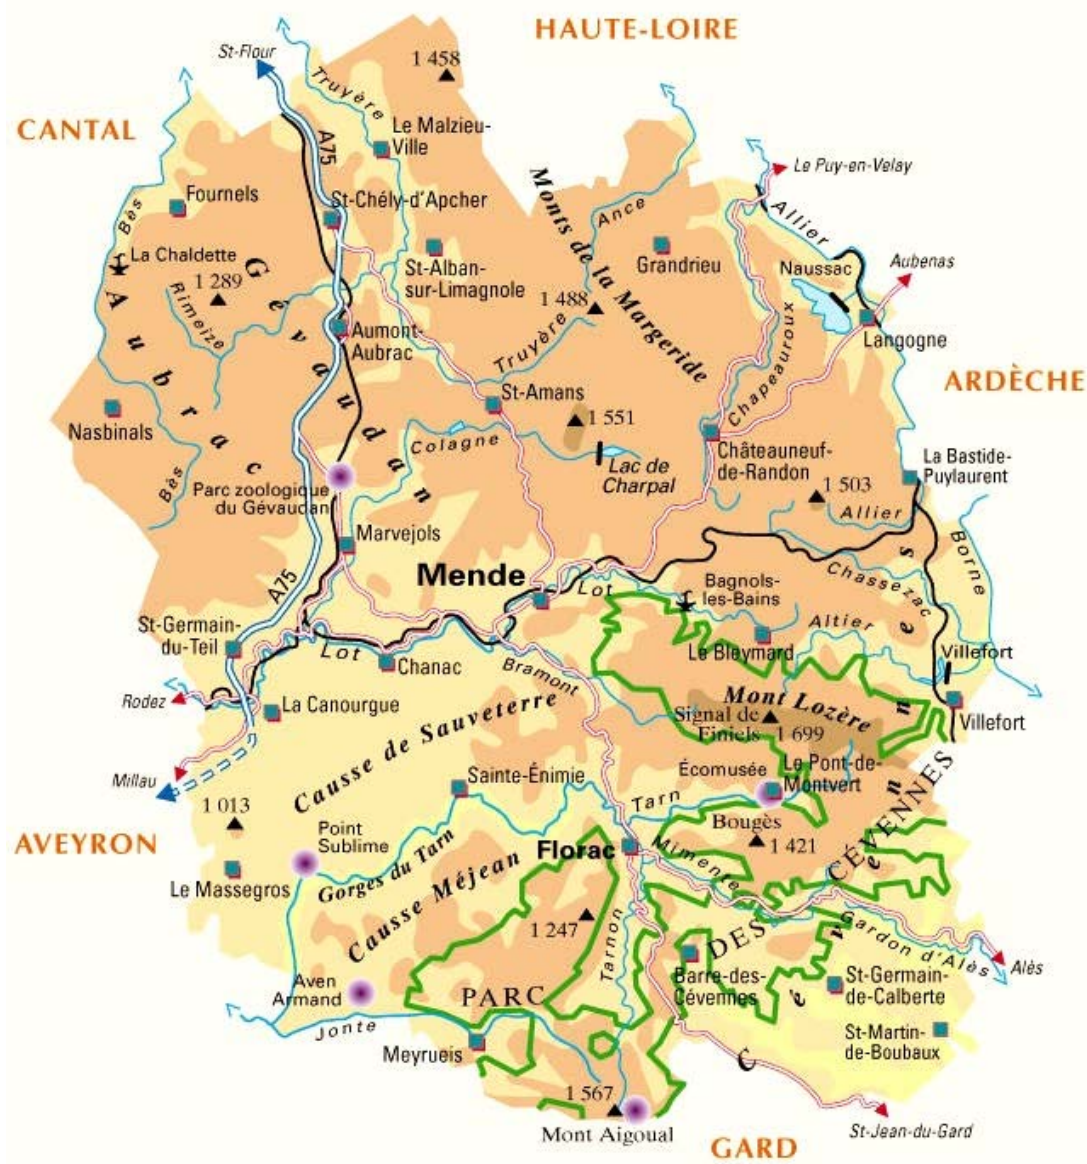 HAUTE-LOIRE
St-Flour
1 458
Truyère
CANTAL
A75
Le Malzieu-
Ville
Le Puy-en-Velay
Fournels
St-Chély-d'Apcher
Monts de la Margeride
Ance
Allier
Bès
La Chaldette
St-Alban-
sur-Limagnole
Grandrieu
Naussac
Aubenas
1 289
Gévaudan
Rimeize
1 488
Aubrac
Aumont-
Aubrac
Truyère
Chapeauroux
Langogne
ARDÈCHE
Nasbinals
St-Amans
1 551
Colagne
Châteauneuf-
de-Randon
La Bastide-
Puylaurent
Lac de
Charpal
Bès
Parc zoologique
du Gévaudan
1 503
Allier
Marvejols
Borne
Mende
A75
Lot
Bagnols-
les-Bains
Chassezac
St-Germain-
du-Teil
Altier
Lot
Chanac
Bramont
Le Bleymard
Villefort
Rodez
La Canourgue
Mont Lozère
Signal de
Finiels 1 699
Villefort
Causse de Sauveterre
Millau
Écomusée
Le Pont-de-
Montvert
Sainte-Énimie
Tarn
1 013
AVEYRON
Point
Sublime
Bougès
1 421
Florac
Mimente
Cévennes
Le Massegros
Gorges du Tarn
Causse Méjean
1 247
Tarnon
PARC DES CÉVENNES
Gardon d'Alès
Alès
Barre-des-
Cévennes
St-Germain-
de-Calberte
Aven
Armand
Jonte
St-Martin-
de-Boubaux
Meyrueis
1 567
Mont Aigoual
GARD
St-Jean-du-Gard